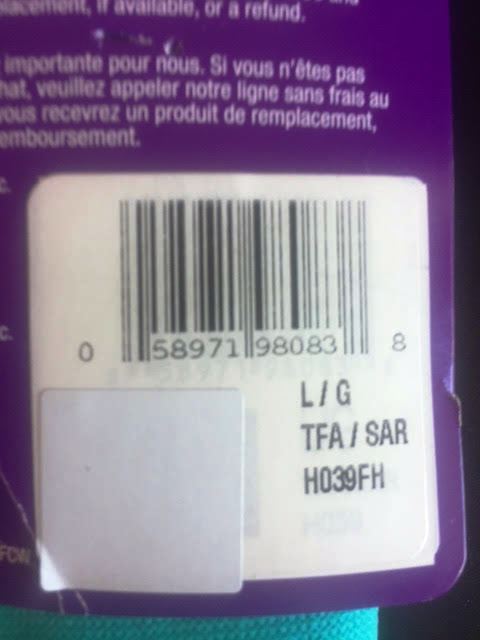 placement, if available, or a refund.
importante pour nous. Si vous n'êtes pas
hat, veuillez appeler notre ligne sans frais au
vous recevrez un produit de remplacement,
emboursement.
c.
c.
0 58971 98083 8
L / G
TFA / SAR
H039FH
FCW